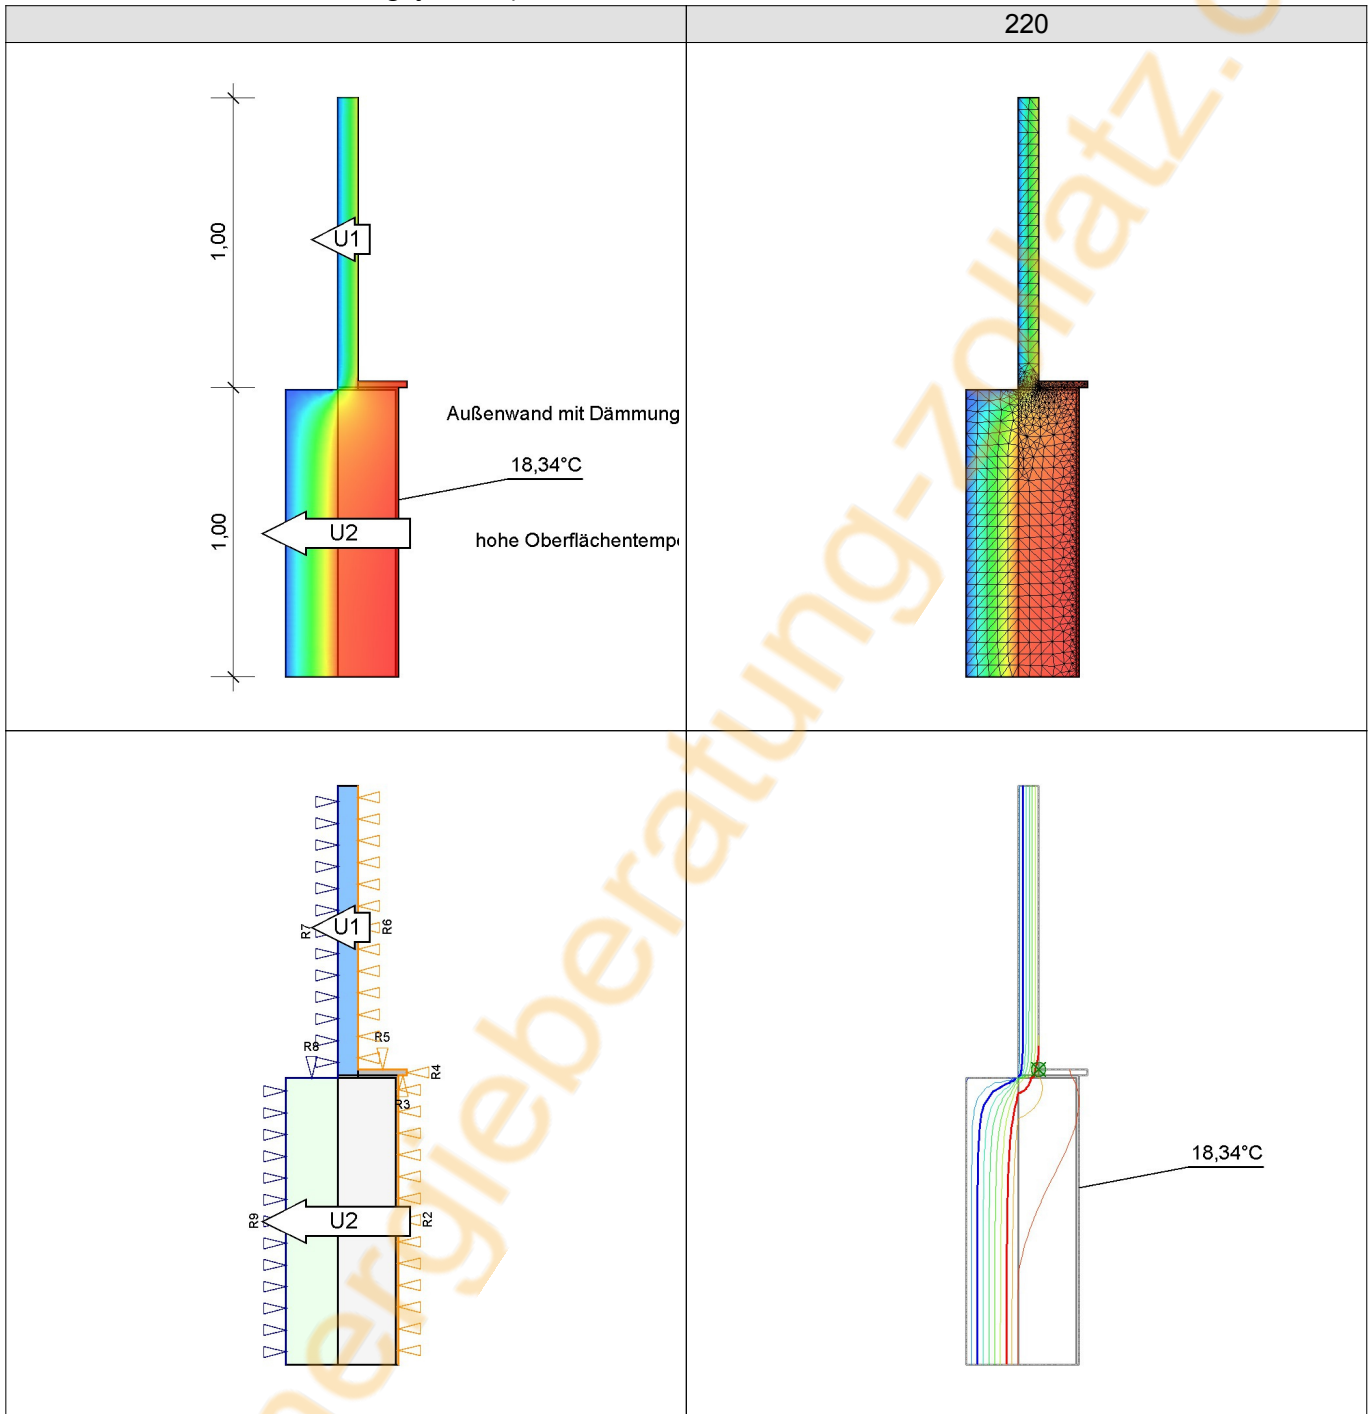 220
1,00
U1
Außenwand mit Dämmung
18,34°C
1,00
U2
hohe Oberflächentemp
R7
U1
R6
R8
R5
R4
R3
R9
U2
R2
18,34°C
energieberatung-zollatz.